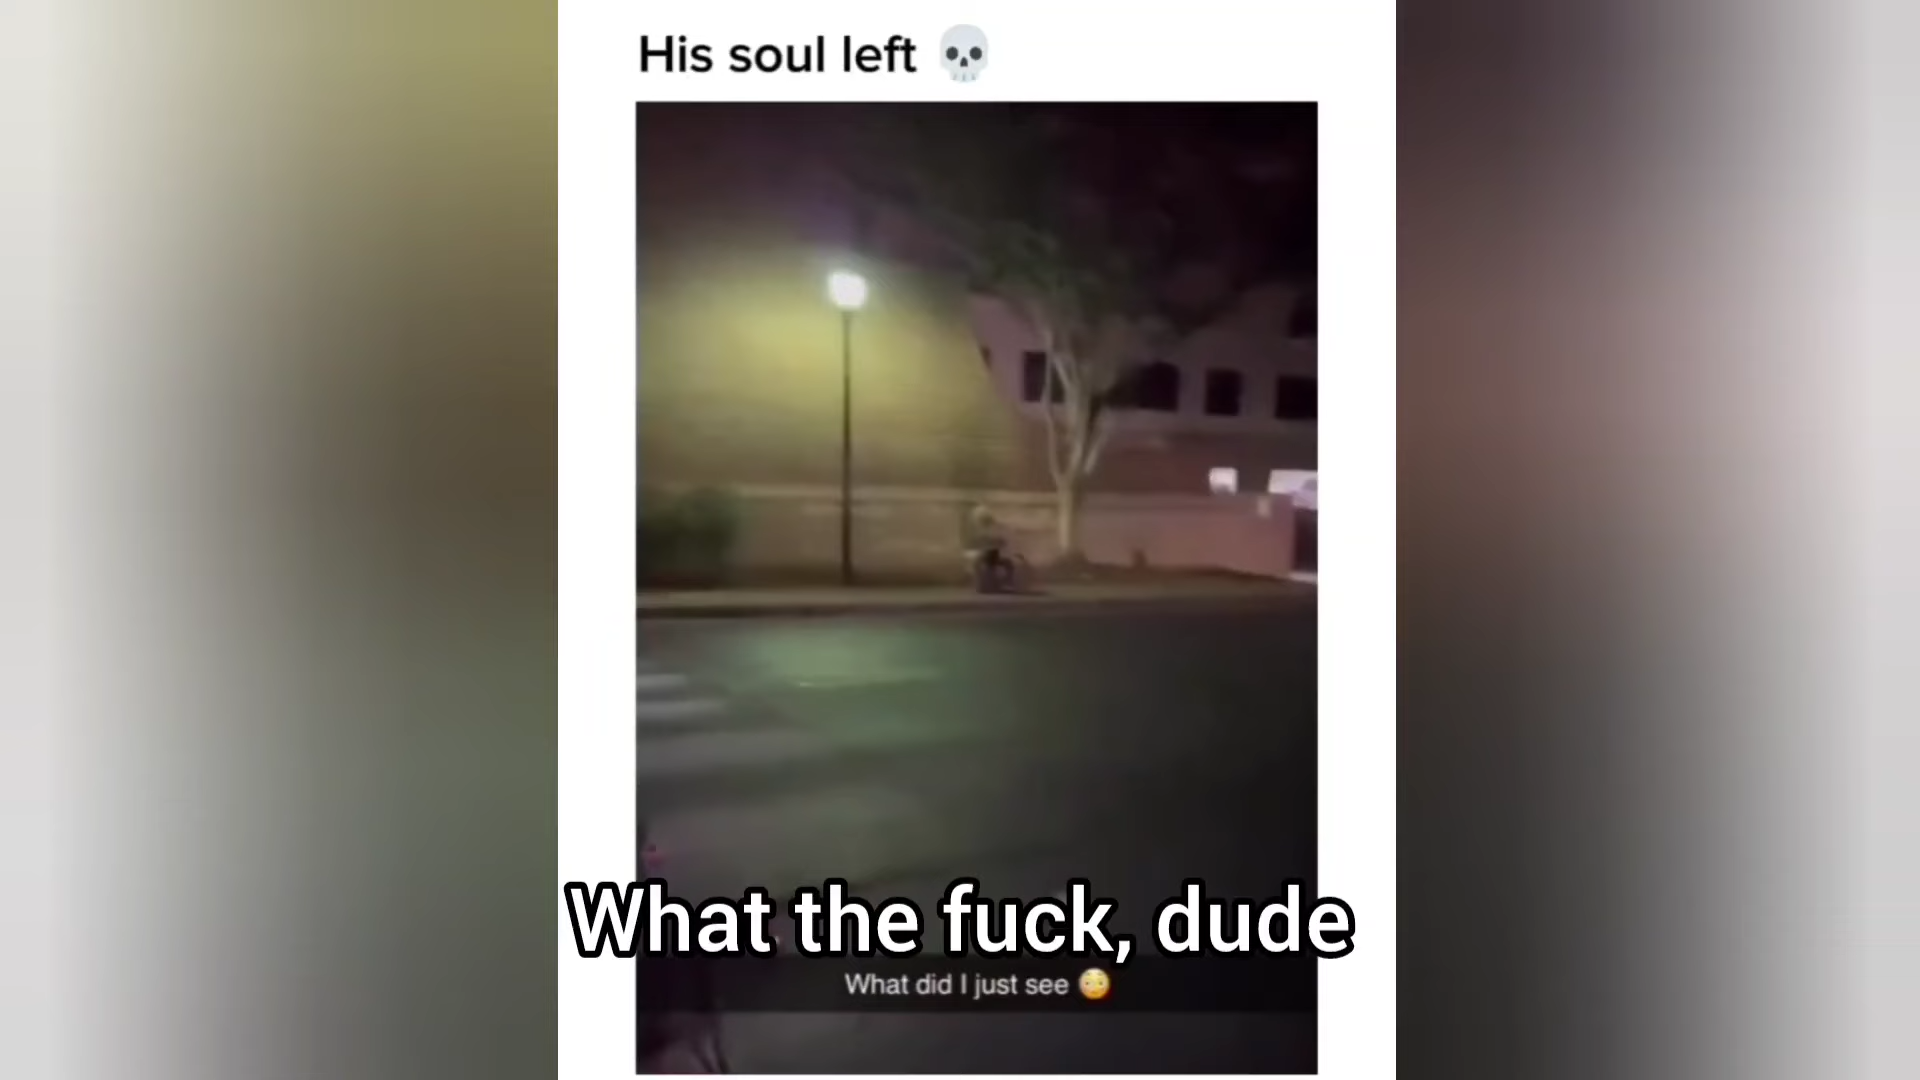 His soul left 💀
What the fuck, dude
What did I just see 😳